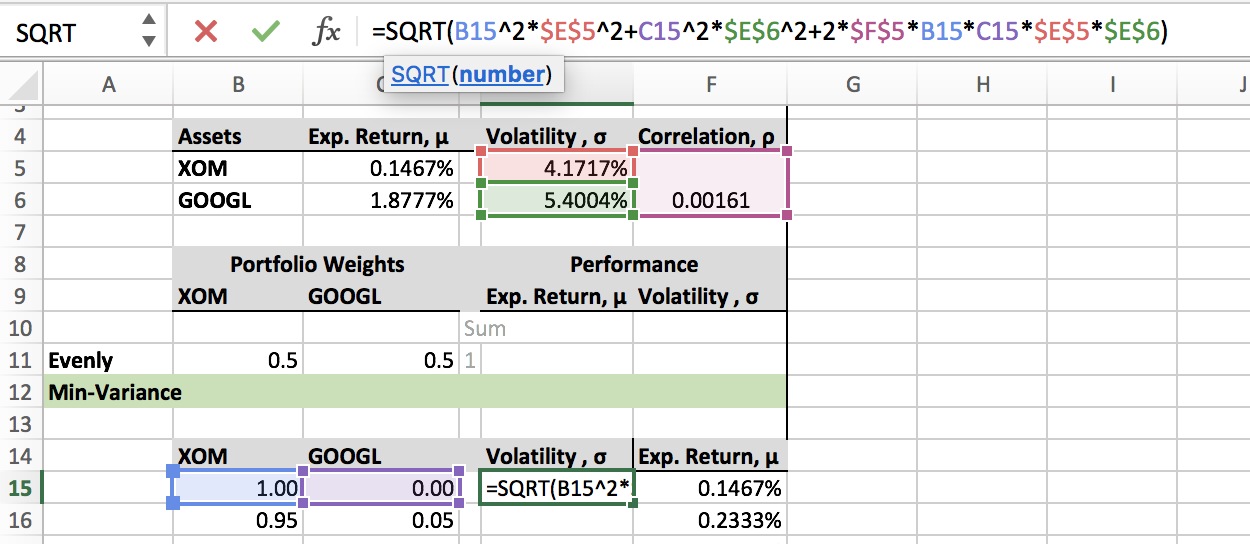 SQRT fx =SQRT(B15^2*$E$5^2+C15^2*$E$6^2+2*$F$5*B15*C15*$E$5*$E$6)
SQRT(number)
A B F G H I J
4 Assets Exp. Return, μ Volatility , σ Correlation, ρ
5 XOM 0.1467% 4.1717%
6 GOOGL 1.8777% 5.4004% 0.00161
7
8 Portfolio Weights Performance
9 XOM GOOGL Exp. Return, μ Volatility , σ
10 Sum
11 Evenly 0.5 0.5 1
12 Min-Variance
13
14 XOM GOOGL Volatility , σ Exp. Return, μ
15 1.00 0.00 =SQRT(B15^2* 0.1467%
16 0.95 0.05 0.2333%